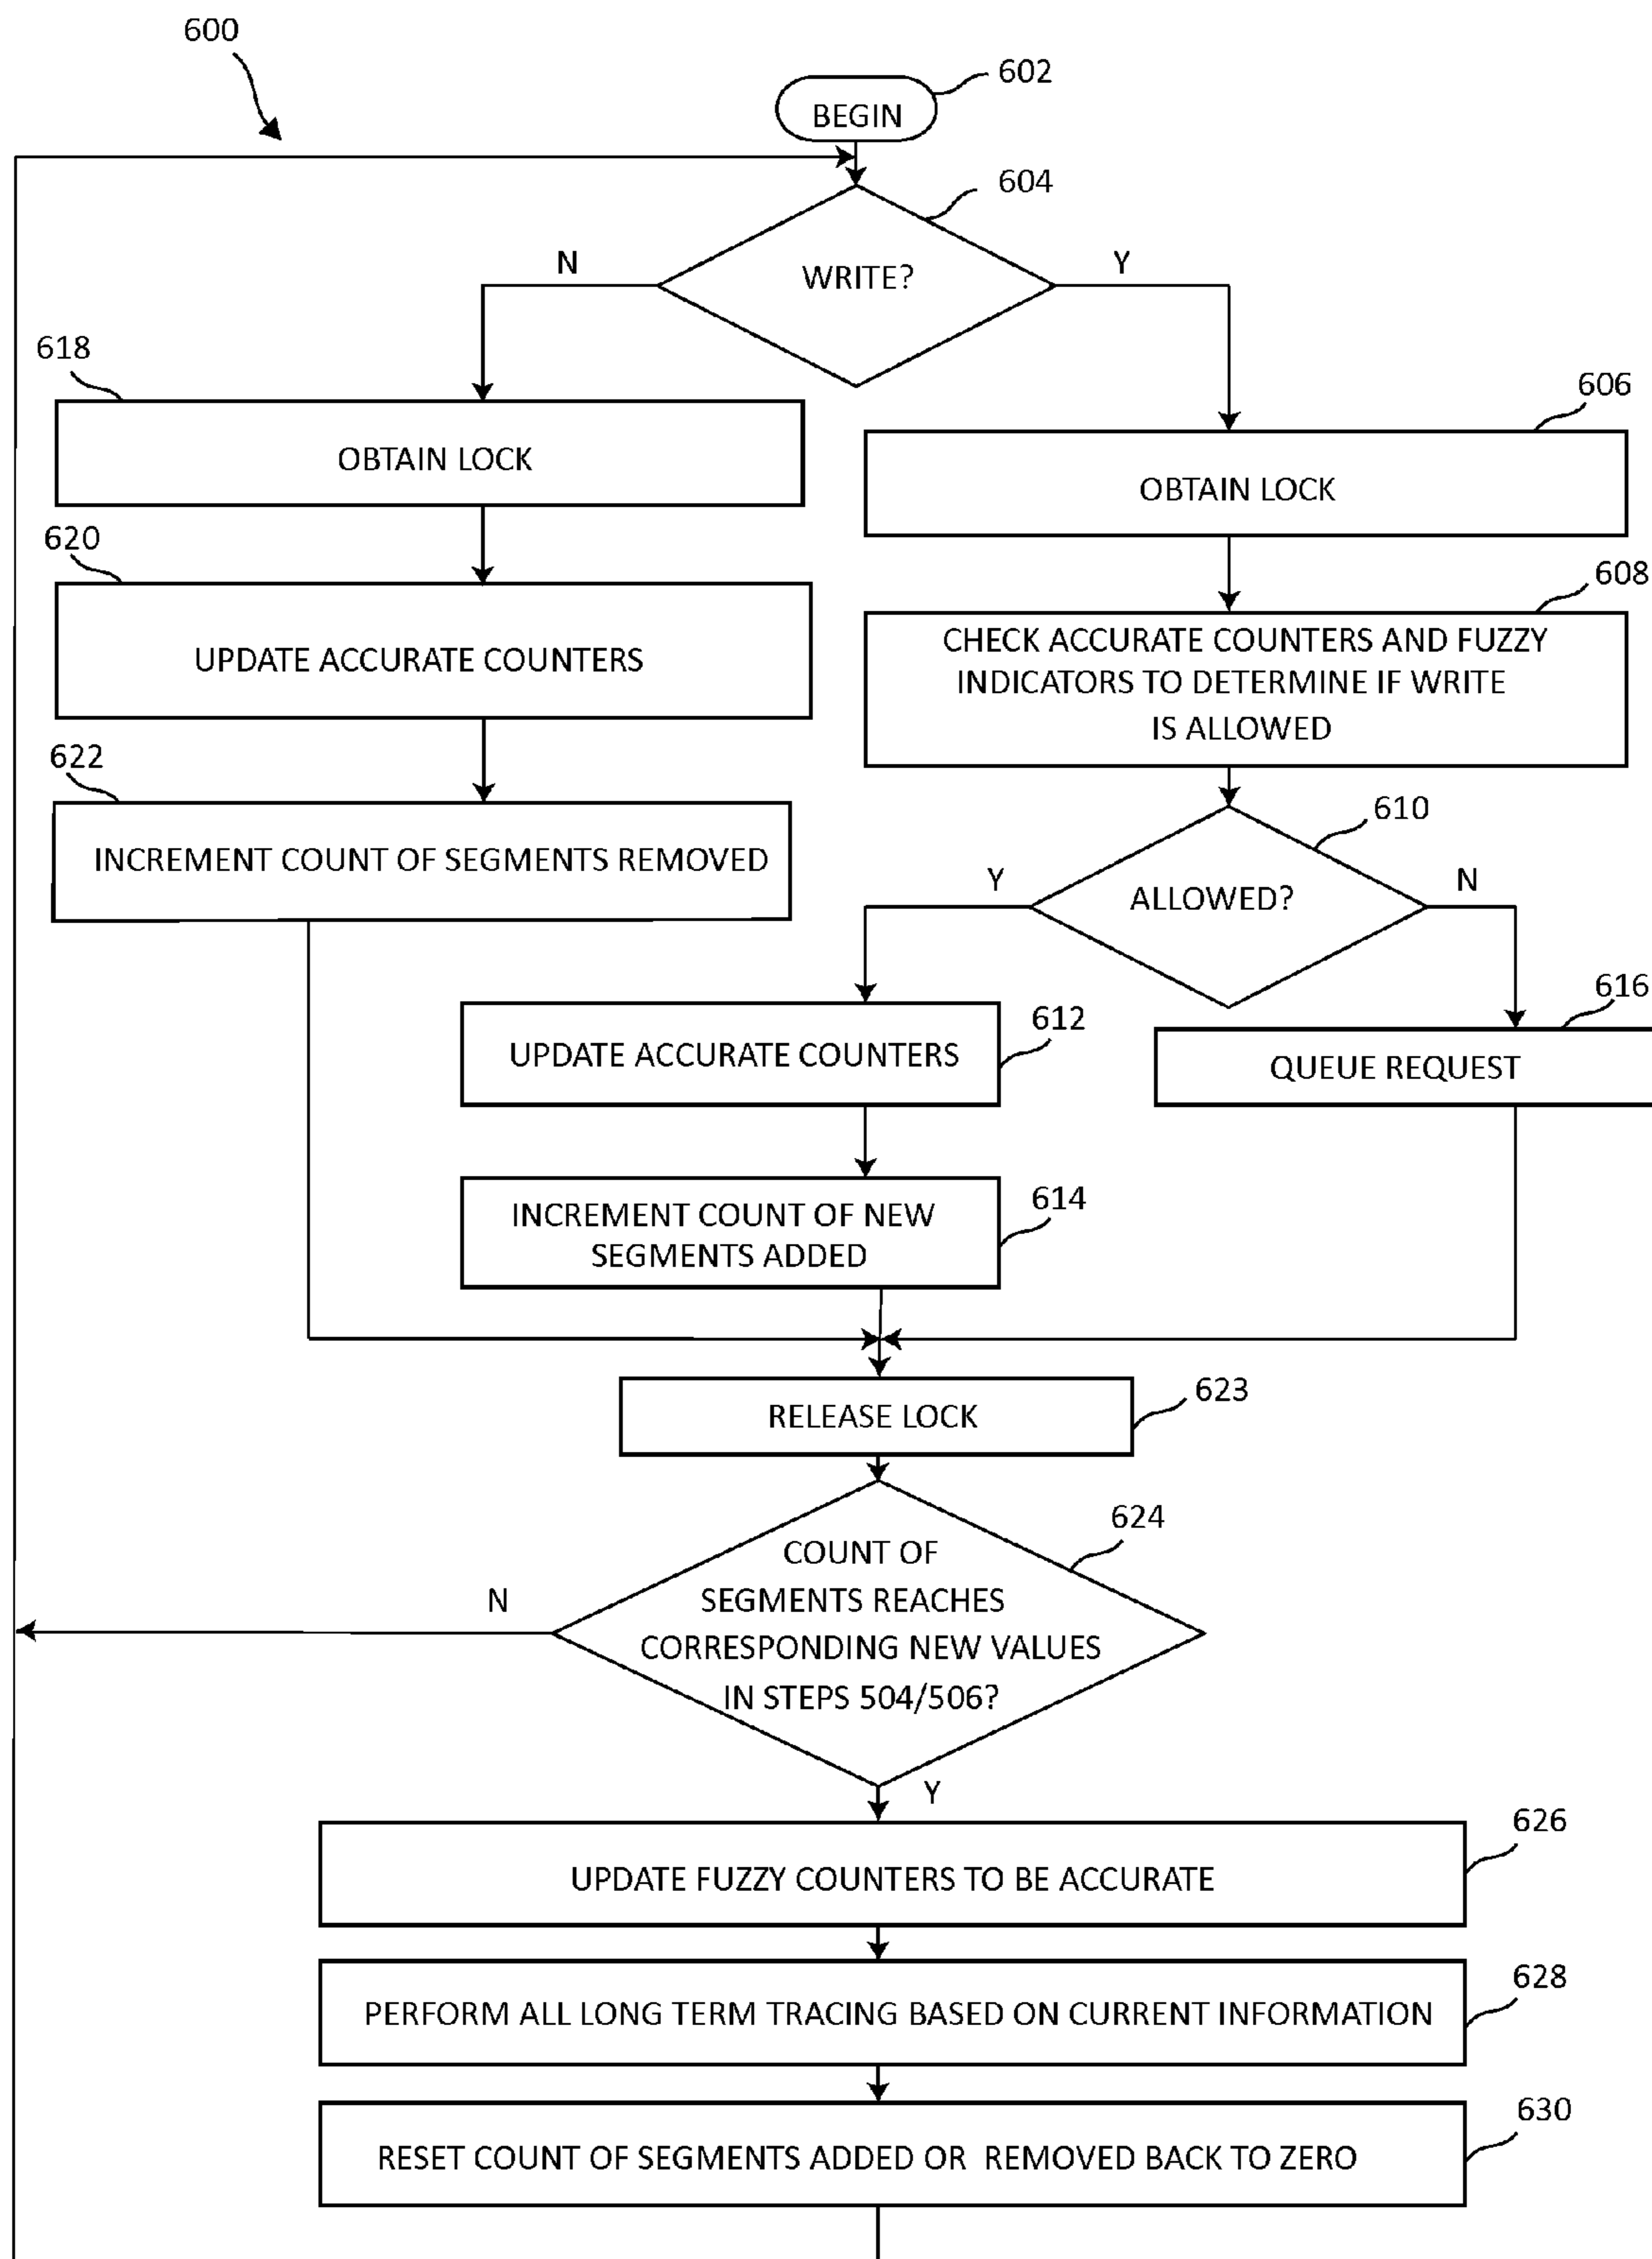 600
602
BEGIN
604
N
WRITE?
Y
618
606
OBTAIN LOCK
OBTAIN LOCK
620
608
UPDATE ACCURATE COUNTERS
CHECK ACCURATE COUNTERS AND FUZZY
INDICATORS TO DETERMINE IF WRITE
IS ALLOWED
622
INCREMENT COUNT OF SEGMENTS REMOVED
610
Y
ALLOWED?
N
616
612
UPDATE ACCURATE COUNTERS
QUEUE REQUEST
614
INCREMENT COUNT OF NEW
SEGMENTS ADDED
623
RELEASE LOCK
624
COUNT OF
SEGMENTS REACHES
CORRESPONDING NEW VALUES
IN STEPS 504/506?
N
Y
626
UPDATE FUZZY COUNTERS TO BE ACCURATE
628
PERFORM ALL LONG TERM TRACING BASED ON CURRENT INFORMATION
630
RESET COUNT OF SEGMENTS ADDED OR REMOVED BACK TO ZERO